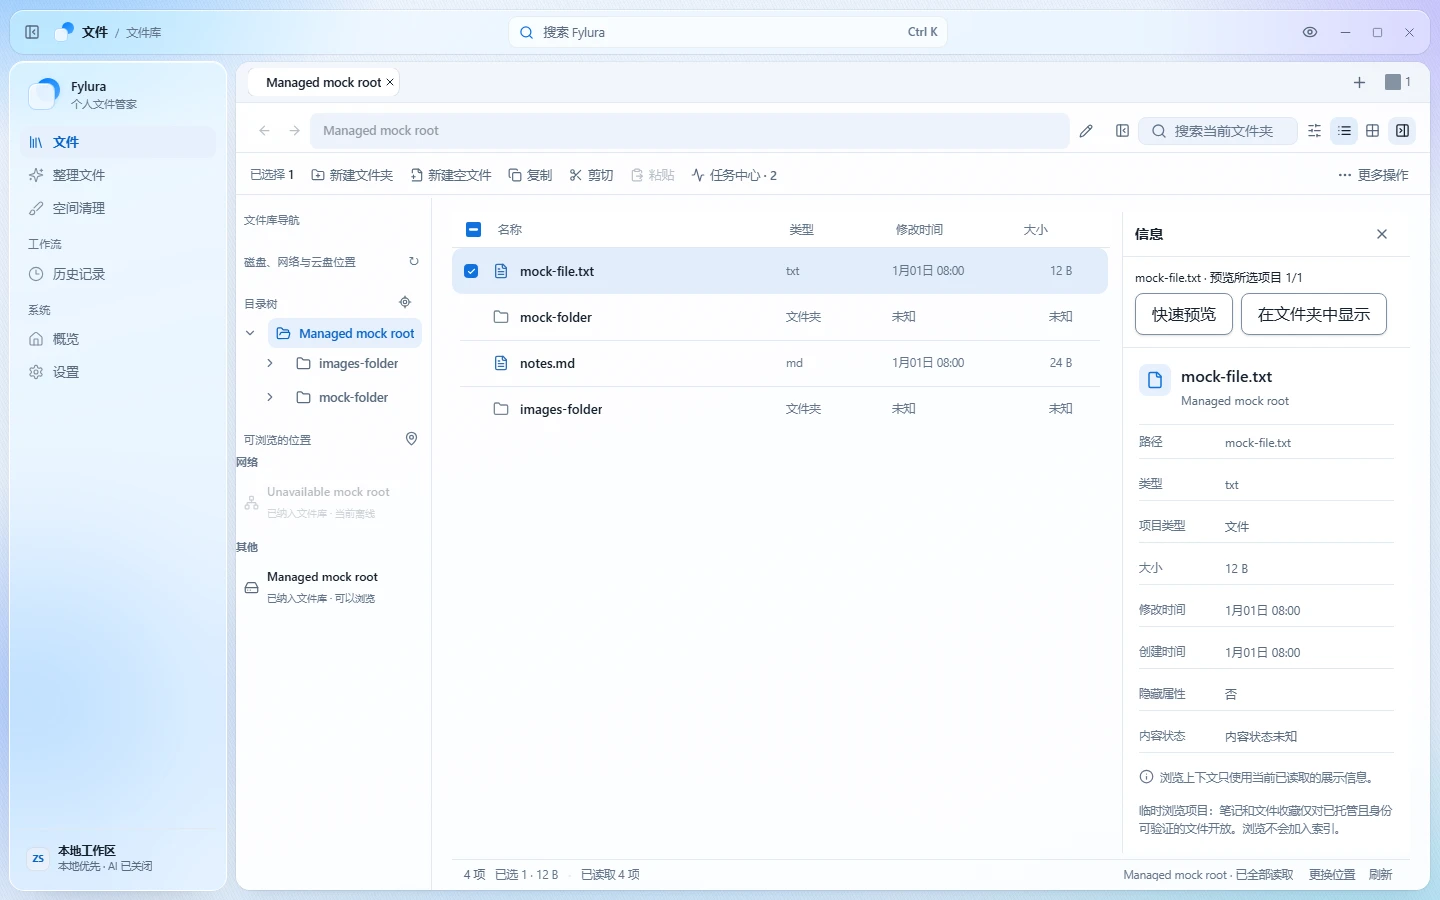 文件 / 文件库
搜索 Fylura
Ctrl K
Fylura
个人文件管家
文件
整理文件
空间清理
工作流
历史记录
系统
概览
设置
ZS
本地工作区
本地优先 · AI 已关闭
Managed mock root
1
Managed mock root
搜索当前文件夹
已选择 1
新建文件夹
新建空文件
复制
剪切
粘贴
任务中心 · 2
更多操作
文件库导航
磁盘、网络与云盘位置
目录树
Managed mock root
images-folder
mock-folder
可浏览的位置
网络
Unavailable mock root
已纳入文件库 · 当前离线
其他
Managed mock root
已纳入文件库 · 可以浏览
名称 类型 修改时间 大小
mock-file.txt txt 1月01日 08:00 12 B
mock-folder 文件夹 未知 未知
notes.md md 1月01日 08:00 24 B
images-folder 文件夹 未知 未知
信息
mock-file.txt · 预览所选项目 1/1
快速预览
在文件夹中显示
mock-file.txt
Managed mock root
路径 mock-file.txt
类型 txt
项目类型 文件
大小 12 B
修改时间 1月01日 08:00
创建时间 1月01日 08:00
隐藏属性 否
内容状态 内容状态未知
浏览上下文只使用当前已读取的展示信息。
临时浏览项目：笔记和文件收藏仅对已托管且身份
可验证的文件开放。浏览不会加入索引。
4 项 已选 1 · 12 B · 已读取 4 项
Managed mock root · 已全部读取 更换位置 刷新